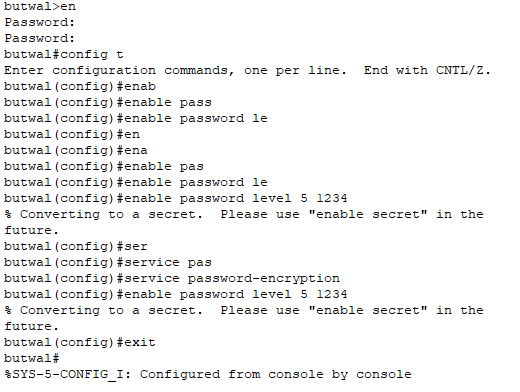 butwal>en
Password:
Password:
butwal#config t
Enter configuration commands, one per line.  End with CNTL/Z.
butwal(config)#enab
butwal(config)#enable pass
butwal(config)#enable password le
butwal(config)#en
butwal(config)#ena
butwal(config)#enable pas
butwal(config)#enable password le
butwal(config)#enable password level 5 1234
% Converting to a secret.  Please use "enable secret" in the
future.
butwal(config)#ser
butwal(config)#service pas
butwal(config)#service password-encryption
butwal(config)#enable password level 5 1234
% Converting to a secret.  Please use "enable secret" in the
future.
butwal(config)#exit
butwal#
%SYS-5-CONFIG_I: Configured from console by console